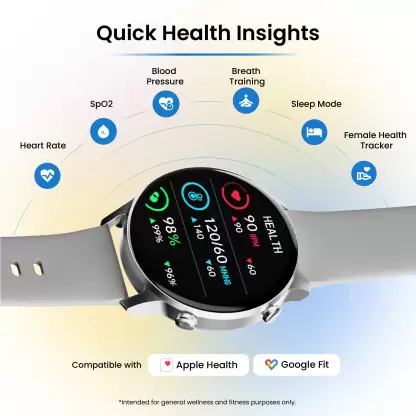 Quick Health Insights
Blood
Pressure
Breath
Training
SpO2
Sleep Mode
Heart Rate
Female Health
Tracker
HEALTH
90 BPM
▲ 90
▼ 60
120/60 MMHG
▲ 140
▼ 60
98%
▲ 99%
▼ 96%
Compatible with
Apple Health
Google Fit
*Intended for general wellness and fitness purposes only.